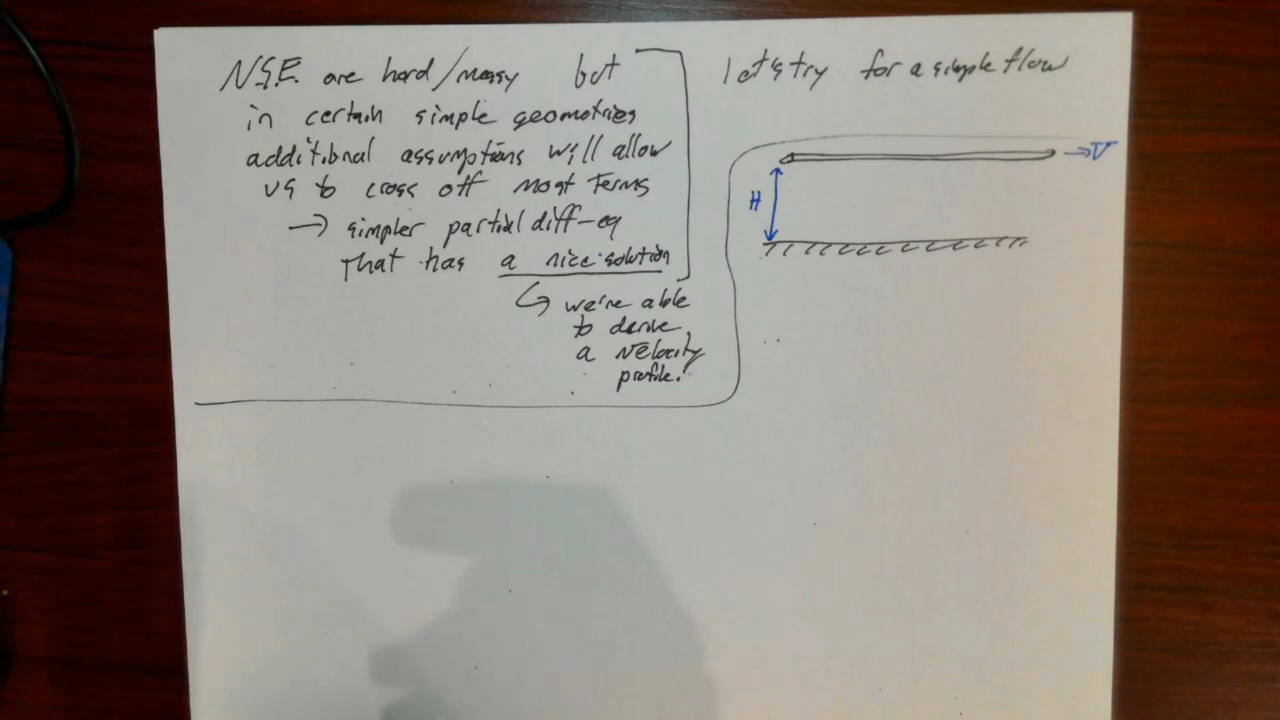 N.S.E. are hard/messy but
in certain simple geometries
additional assumptions will allow
us to cross off most terms
→ simpler partial diff-eq
that has a nice solution
↳ we're able
to derive
a velocity
profile!
let's try for a simple flow
→V
H